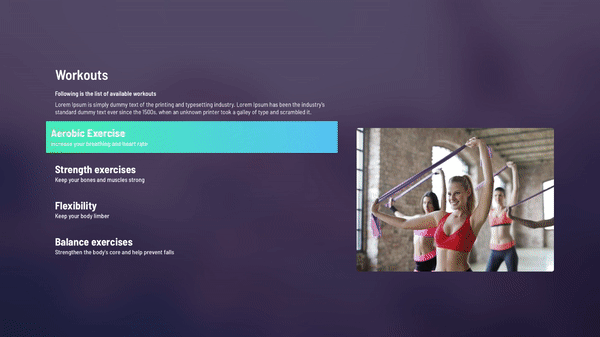 Workouts
Following is the list of available workouts
Lorem Ipsum is simply dummy text of the printing and typesetting industry. Lorem Ipsum has been the industry's
standard dummy text ever since the 1500s, when an unknown printer took a galley of type and scrambled it.
Aerobic Exercise
Increase your breathing and heart rate
Strength exercises
Keep your bones and muscles strong
Flexibility
Keep your body limber
Balance exercises
Strengthen the body's core and help prevent falls